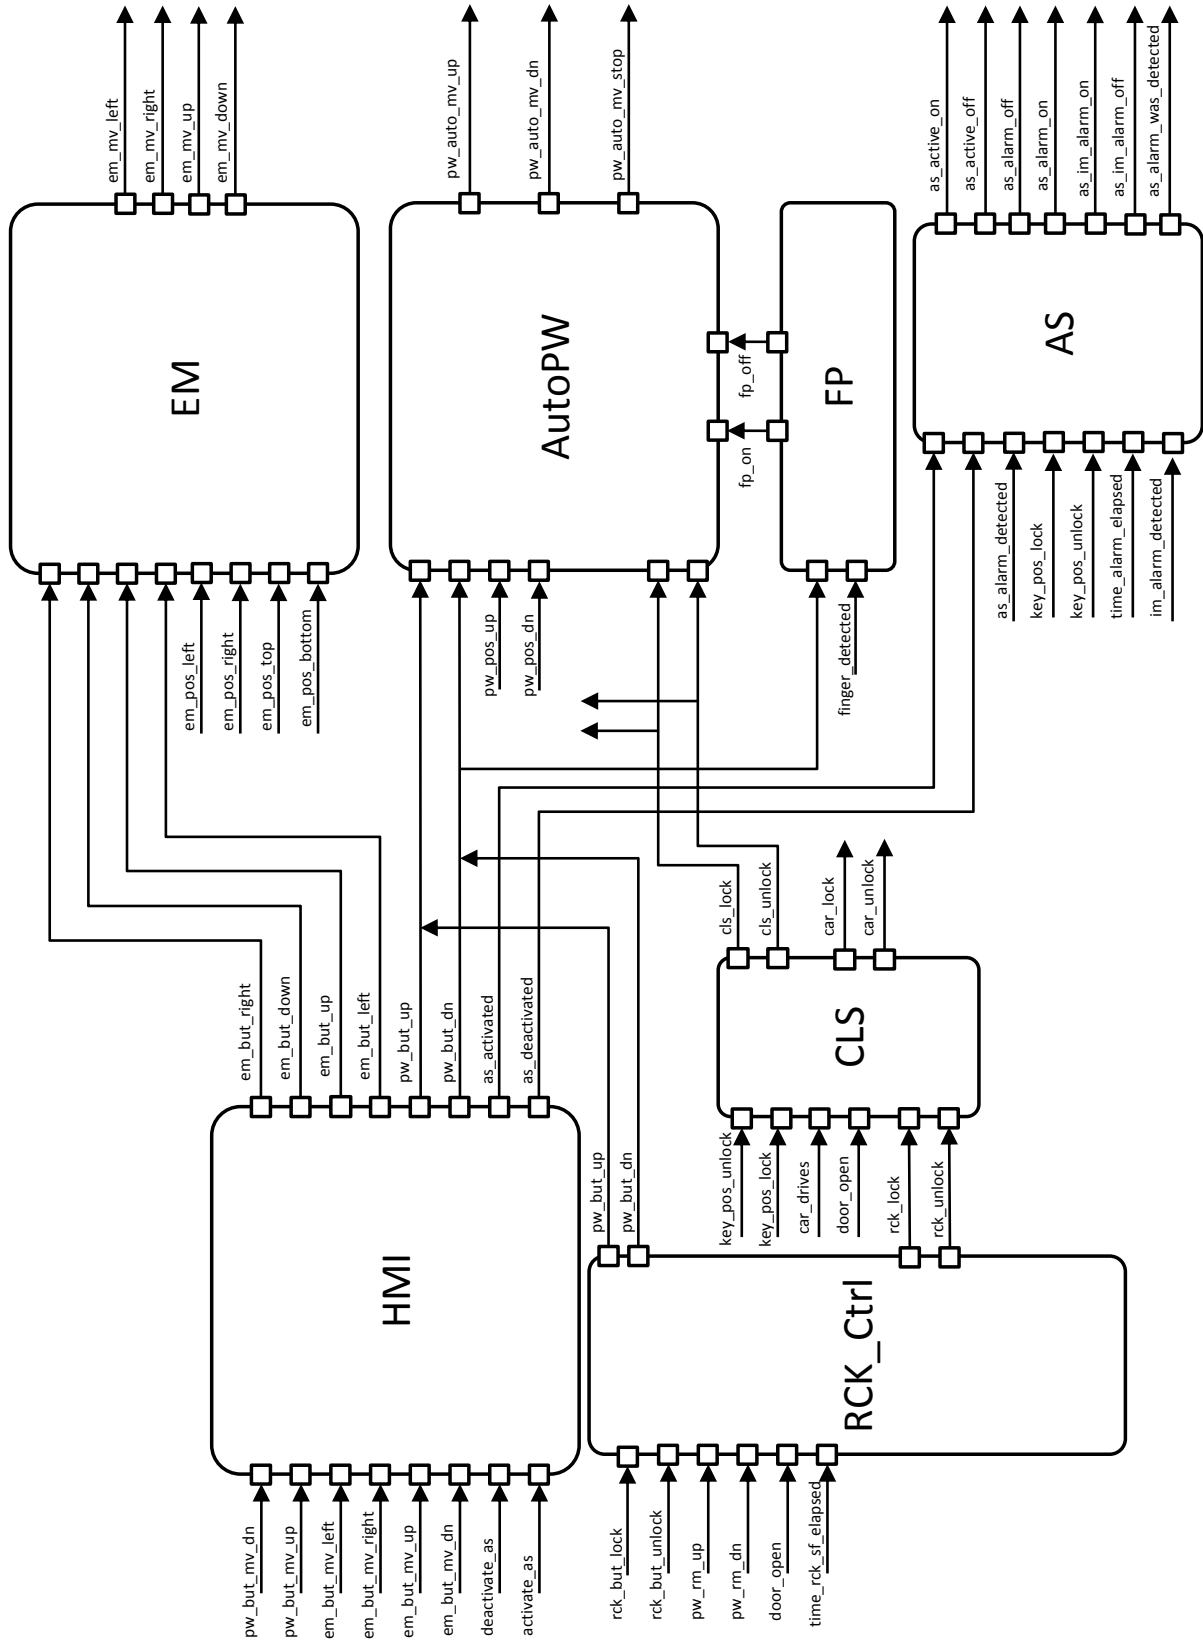 em_mv_left
em_mv_right
em_mv_up
em_mv_down
EM
em_pos_left
em_pos_right
em_pos_top
em_pos_bottom
pw_auto_mv_up
pw_auto_mv_dn
pw_auto_mv_stop
AutoPW
pw_pos_up
pw_pos_dn
fp_on
fp_off
FP
finger_detected
as_active_on
as_active_off
as_alarm_off
as_alarm_on
as_im_alarm_on
as_im_alarm_off
as_alarm_was_detected
AS
as_alarm_detected
key_pos_lock
key_pos_unlock
time_alarm_elapsed
im_alarm_detected
em_but_right
em_but_down
em_but_up
em_but_left
pw_but_up
pw_but_dn
as_activated
as_deactivated
HMI
pw_but_mv_dn
pw_but_mv_up
em_but_mv_left
em_but_mv_right
em_but_mv_up
em_but_mv_dn
deactivate_as
activate_as
cls_lock
cls_unlock
car_lock
car_unlock
CLS
key_pos_unlock
key_pos_lock
car_drives
door_open
rck_lock
rck_unlock
pw_but_up
pw_but_dn
RCK_Ctrl
rck_but_lock
rck_but_unlock
pw_rm_up
pw_rm_dn
door_open
time_rck_sf_elapsed